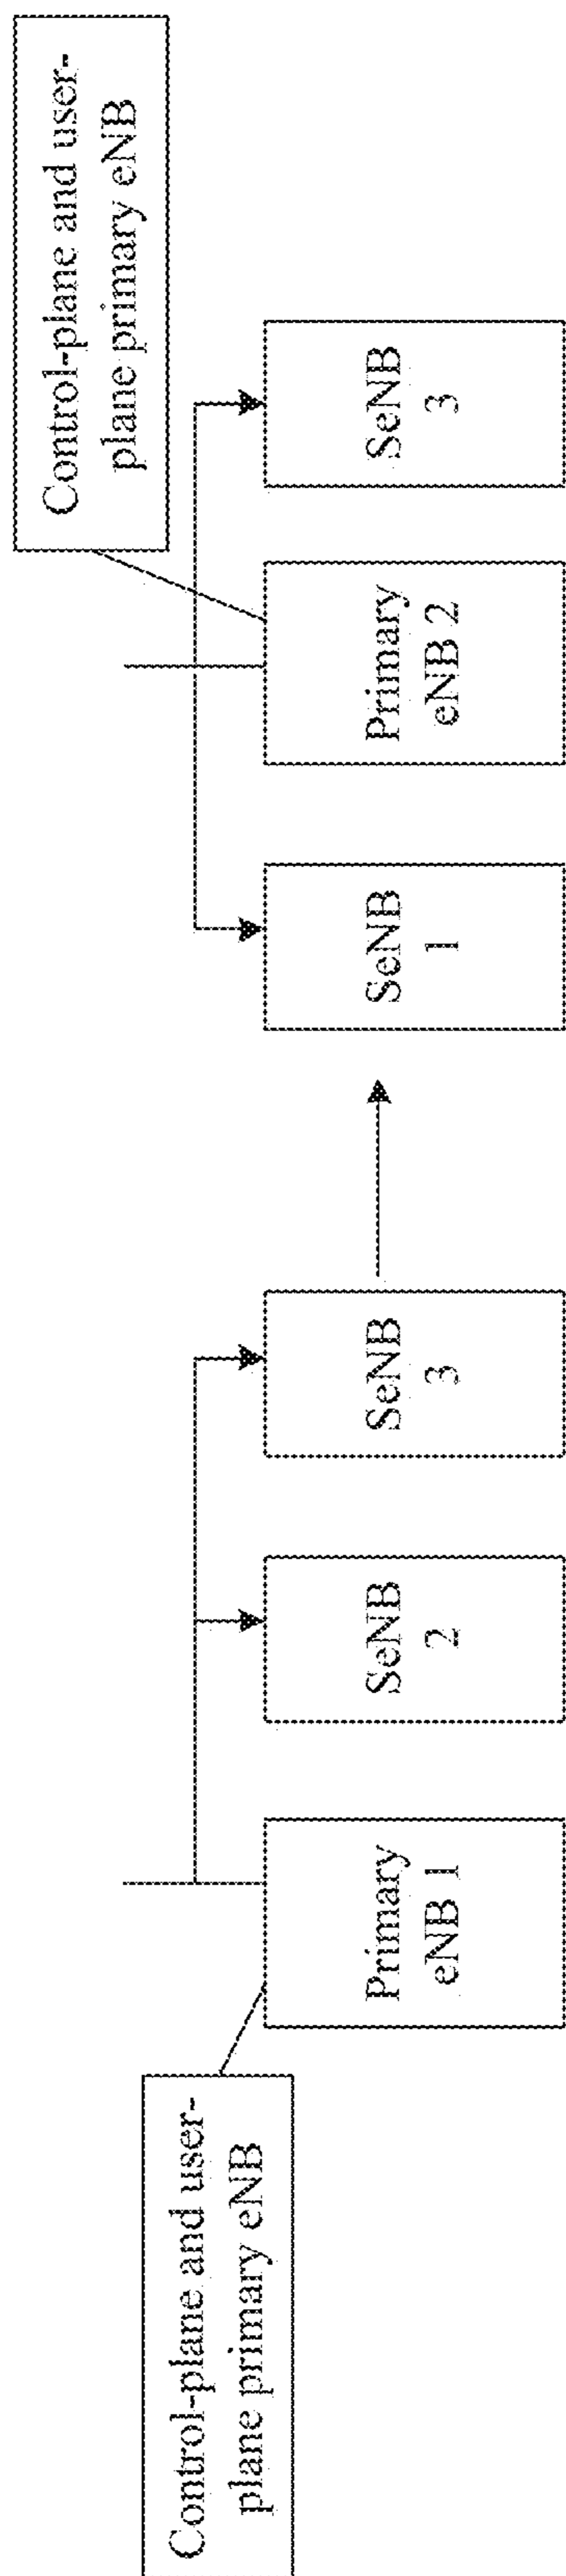 Control-plane and user-
plane primary eNB
Primary
eNB 1
SeNB
2
SeNB
3
SeNB
1
Primary
eNB 2
SeNB
3
Control-plane and user-
plane primary eNB